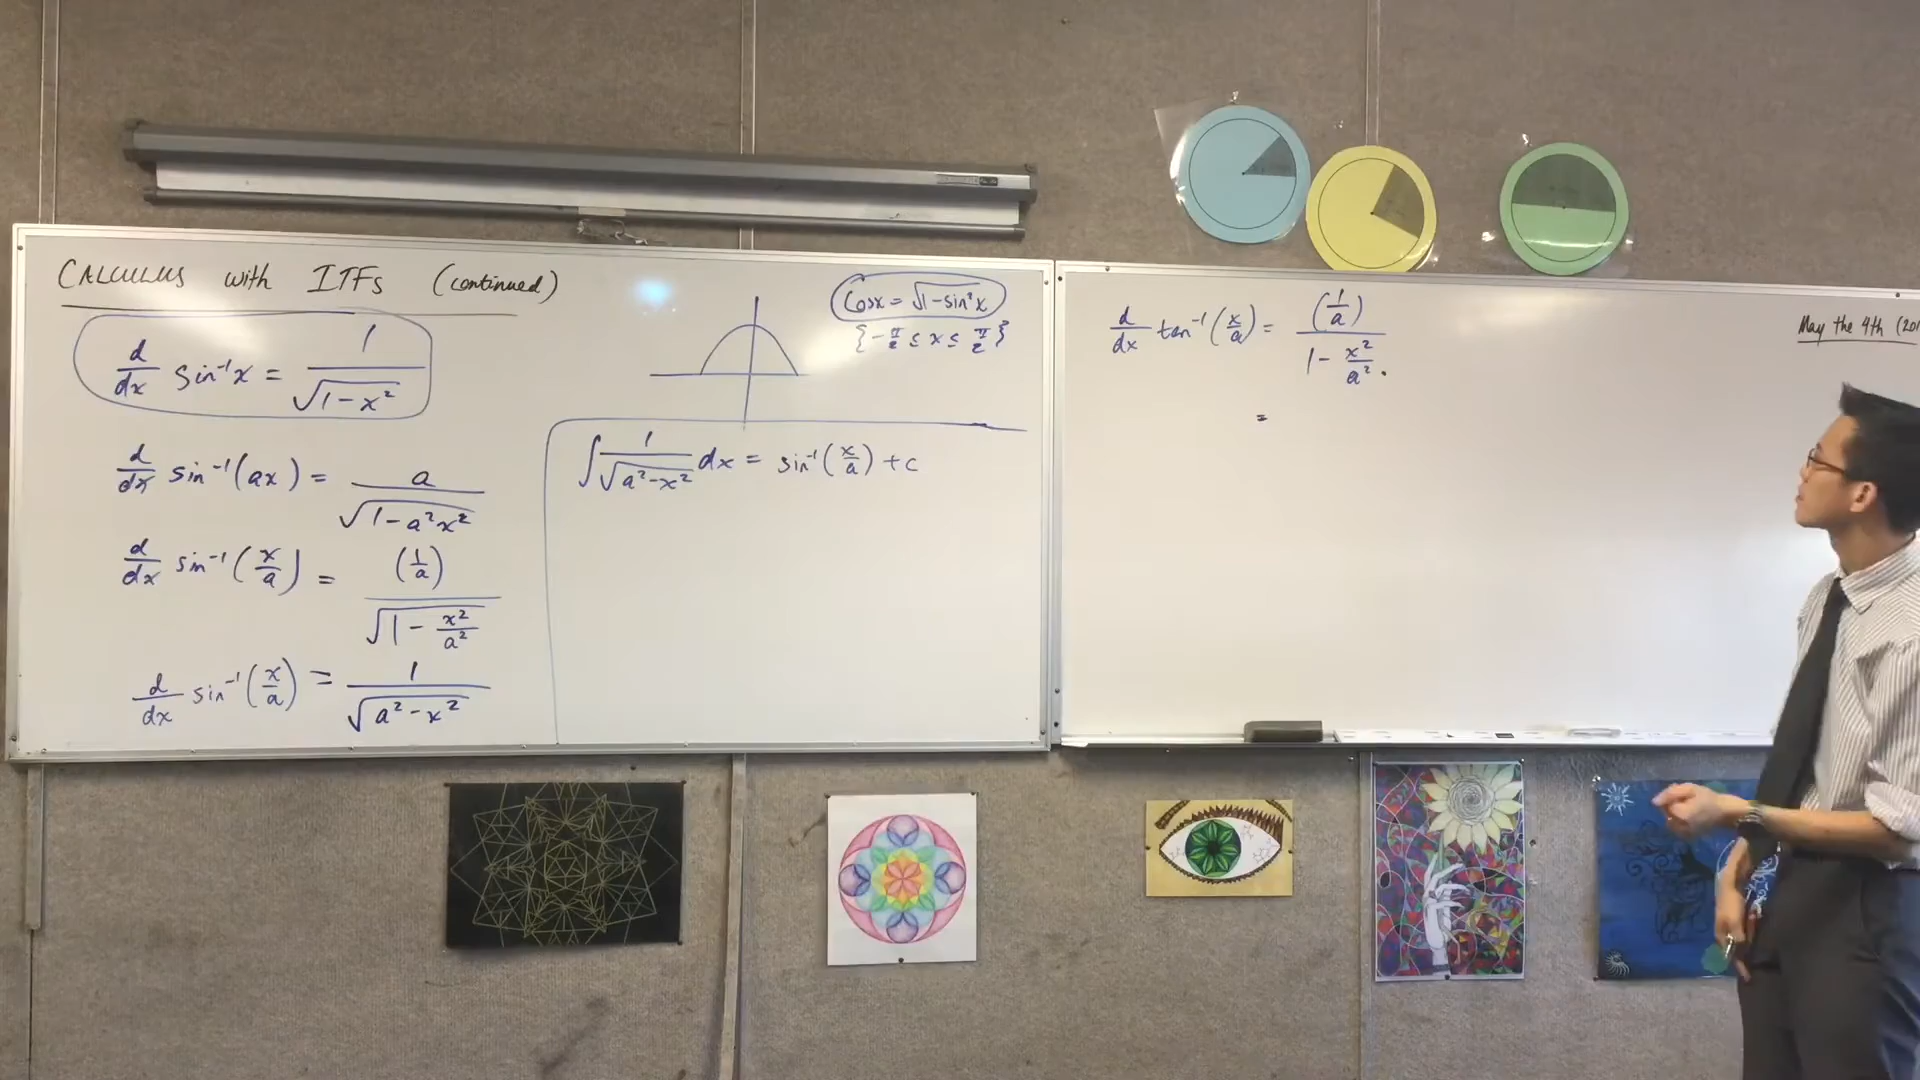 CALCULUS with ITFs (continued)
d/dx sin⁻¹x = 1/√(1-x²)
d/dx sin⁻¹(ax) = a/√(1-a²x²)
d/dx sin⁻¹(x/a) = (1/a)/√(1 - x²/a²)
d/dx sin⁻¹(x/a) = 1/√(a²-x²)
cosx = √(1-sin²x)
{-π/2 ≤ x ≤ π/2}
∫ 1/√(a²-x²) dx = sin⁻¹(x/a) + c
d/dx tan⁻¹(x/a) = (1/a)/(1 - x²/a²)
=
May the 4th (201